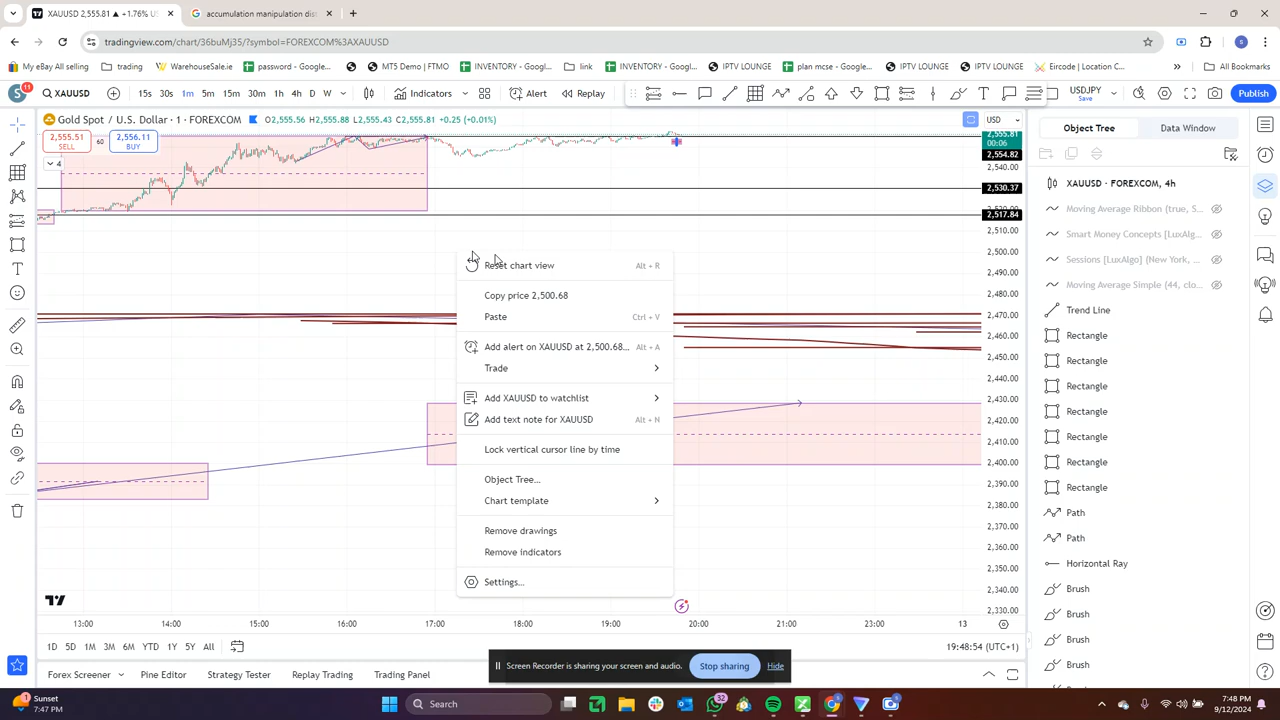 XAUUSD 2,555.81 ▲ +1.76% US
accumulation manipulation dist
tradingview.com/chart/36buMj35/?symbol=FOREXCOM%3AXAUUSD
My eBay All selling
trading
WarehouseSale.ie
password - Google...
MT5 Demo | FTMO
INVENTORY - Googl...
link
INVENTORY - Googl...
IPTV LOUNGE
plan mcse - Googl...
IPTV LOUNGE
Eircode | Location C...
All Bookmarks
S
11
XAUUSD
15s 30s 1m 5m 15m 30m 1h 4h D W
Indicators
Alert
Replay
USDJPY
Save
Publish
Gold Spot / U.S. Dollar · 1 · FOREXCOM
O2,555.56 H2,555.88 L2,555.43 C2,555.81 +0.25 (+0.01%)
USD
2,555.51
SELL
60
2,556.11
BUY
4
2,555.81
00:06
2,554.82
2,540.00
2,530.37
2,517.84
2,510.00
2,500.00
2,490.00
2,480.00
2,470.00
2,460.00
2,450.00
2,440.00
2,430.00
2,420.00
2,410.00
2,400.00
2,390.00
2,380.00
2,370.00
2,360.00
2,350.00
2,340.00
2,330.00
Reset chart view Alt + R
Copy price 2,500.68
Paste Ctrl + V
Add alert on XAUUSD at 2,500.68... Alt + A
Trade
Add XAUUSD to watchlist
Add text note for XAUUSD Alt + N
Lock vertical cursor line by time
Object Tree...
Chart template
Remove drawings
Remove indicators
Settings...
Object Tree Data Window
XAUUSD · FOREXCOM, 4h
Moving Average Ribbon (true, S...
Smart Money Concepts [LuxAlg...
Sessions [LuxAlgo] (New York, ...
Moving Average Simple (44, clo...
Trend Line
Rectangle
Rectangle
Rectangle
Rectangle
Rectangle
Rectangle
Rectangle
Path
Path
Horizontal Ray
Brush
Brush
Brush
Brush
13:00 14:00 15:00 16:00 17:00 18:00 19:00 20:00 21:00 22:00 23:00 13
1D 5D 1M 3M 6M YTD 1Y 5Y All
19:48:54 (UTC+1)
Screen Recorder is sharing your screen and audio.
Stop sharing
Hide
Forex Screener
Pine Editor
Strategy Tester
Replay Trading
Trading Panel
Sunset
7:47 PM
Search
32
7:48 PM
9/12/2024